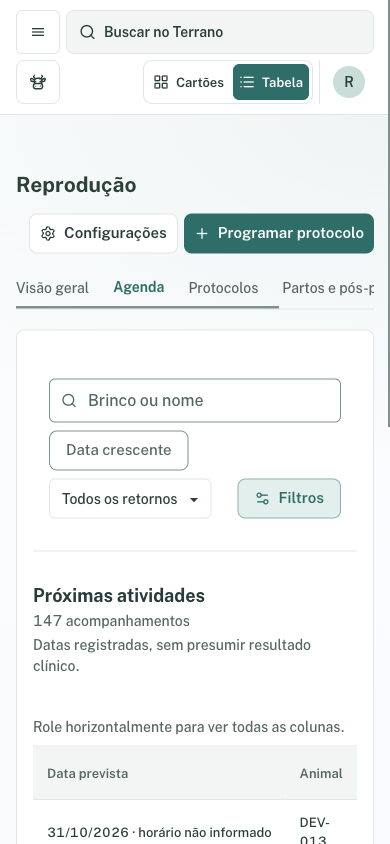 Buscar no Terrano
Cartões
Tabela
R
Reprodução
Configurações
Programar protocolo
Visão geral
Agenda
Protocolos
Partos e pós-p
Brinco ou nome
Data crescente
Todos os retornos
Filtros
Próximas atividades
147 acompanhamentos
Datas registradas, sem presumir resultado
clínico.
Role horizontalmente para ver todas as colunas.
Data prevista
Animal
31/10/2026 · horário não informado
DEV-
013